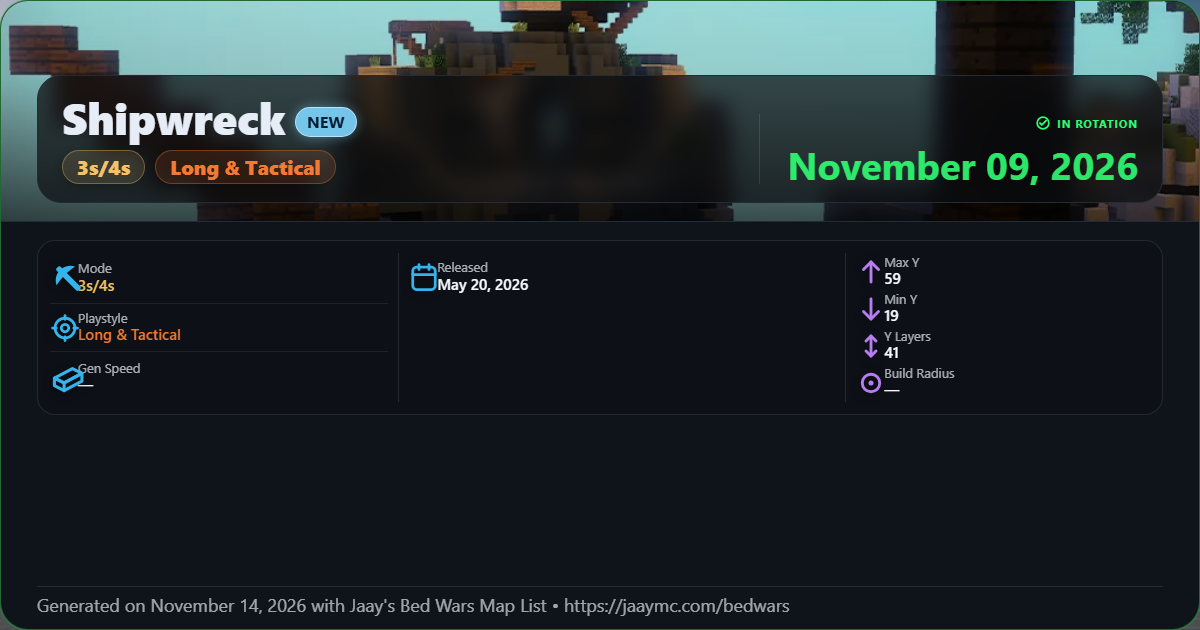 Shipwreck NEW
3s/4s Long & Tactical
IN ROTATION
November 09, 2026
Mode
3s/4s
Playstyle
Long & Tactical
Gen Speed
—
Released
May 20, 2026
Max Y
59
Min Y
19
Y Layers
41
Build Radius
—
Generated on November 14, 2026 with Jaay's Bed Wars Map List • https://jaaymc.com/bedwars